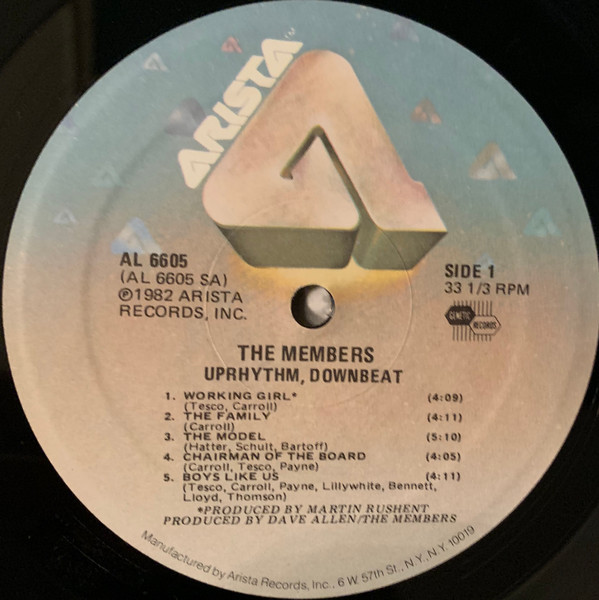 ARISTA
AL 6605
(AL 6605 SA)
℗1982 ARISTA
RECORDS, INC.
SIDE 1
33 1/3 RPM
GENETIC
RECORDS
THE MEMBERS
UPRHYTHM, DOWNBEAT
1. WORKING GIRL* (4:09)
(Tesco, Carroll)
2. THE FAMILY (4:11)
(Carroll)
3. THE MODEL (5:10)
(Hatter, Schult, Bartoff)
4. CHAIRMAN OF THE BOARD (4:05)
(Carroll, Tesco, Payne)
5. BOYS LIKE US (4:11)
(Tesco, Carroll, Payne, Lillywhite, Bennett,
Lloyd, Thomson)
*PRODUCED BY MARTIN RUSHENT
PRODUCED BY DAVE ALLEN/THE MEMBERS
Manufactured by Arista Records, Inc., 6 W 57th St., N.Y., N.Y. 10019